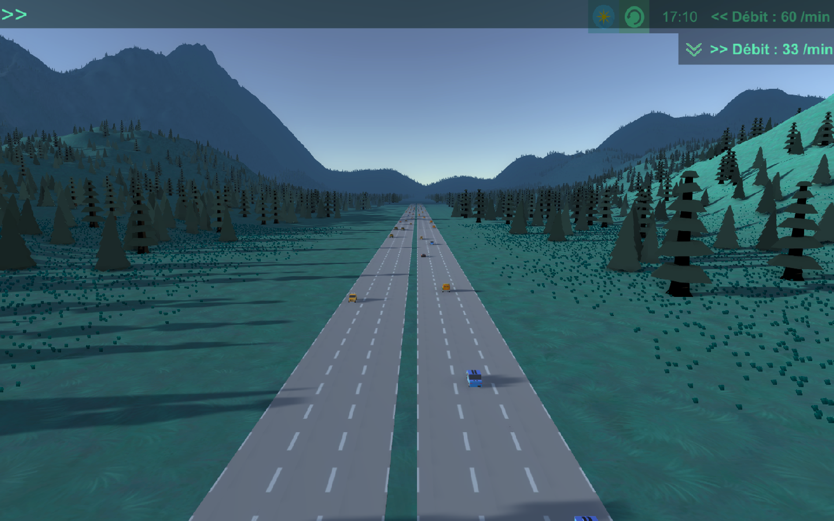 >>
17:10 << Débit : 60 /min
>> Débit : 33 /min